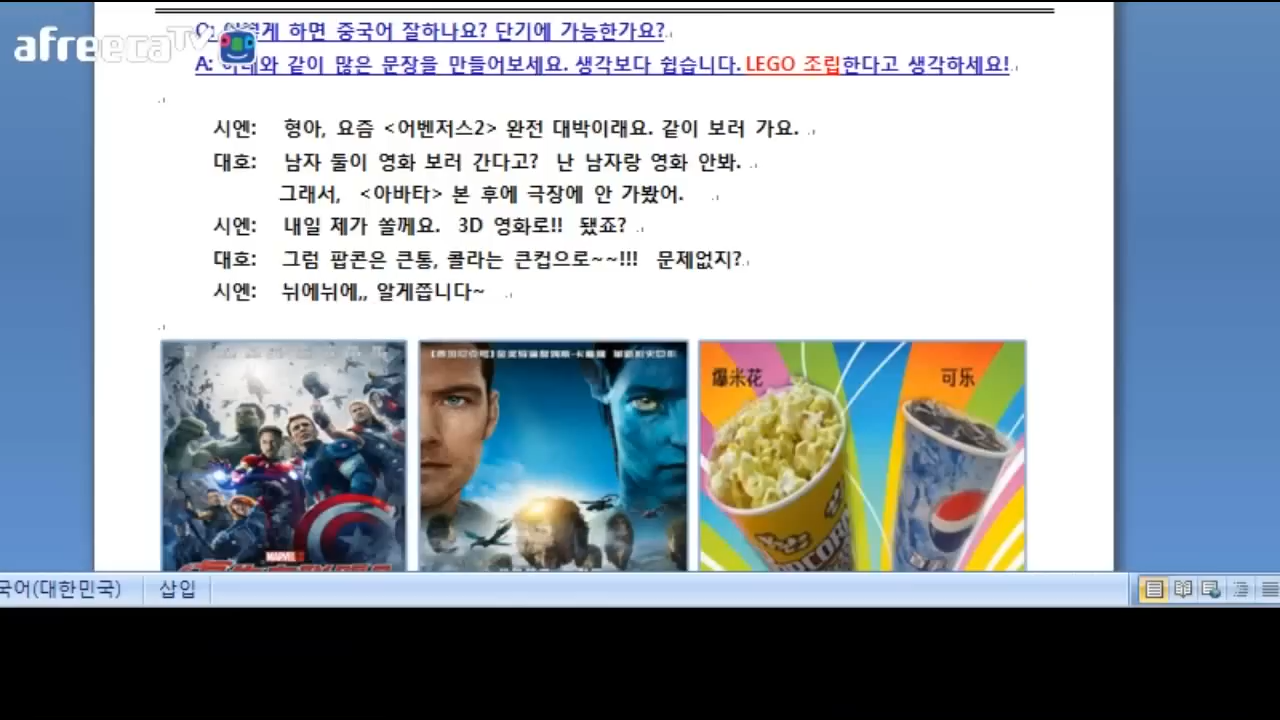 afreecaTV
하면 중국어 잘하나요? 단기에 가능한가요?
A: 아래와 같이 많은 문장을 만들어보세요. 생각보다 쉽습니다. LEGO 조립한다고 생각하세요!
시엔: 형아, 요즘 <어벤저스2> 완전 대박이래요. 같이 보러 가요.
대호: 남자 둘이 영화 보러 간다고? 난 남자랑 영화 안봐.
그래서, <아바타> 본 후에 극장에 안 가봤어.
시엔: 내일 제가 쏠께요. 3D 영화로!! 됐죠?
대호: 그럼 팝콘은 큰통, 콜라는 큰컵으로~~!!! 문제없지?
시엔: 뉘에뉘에,, 알게쯥니다~
爆米花 可乐
MARVEL
국어(대한민국) 삽입